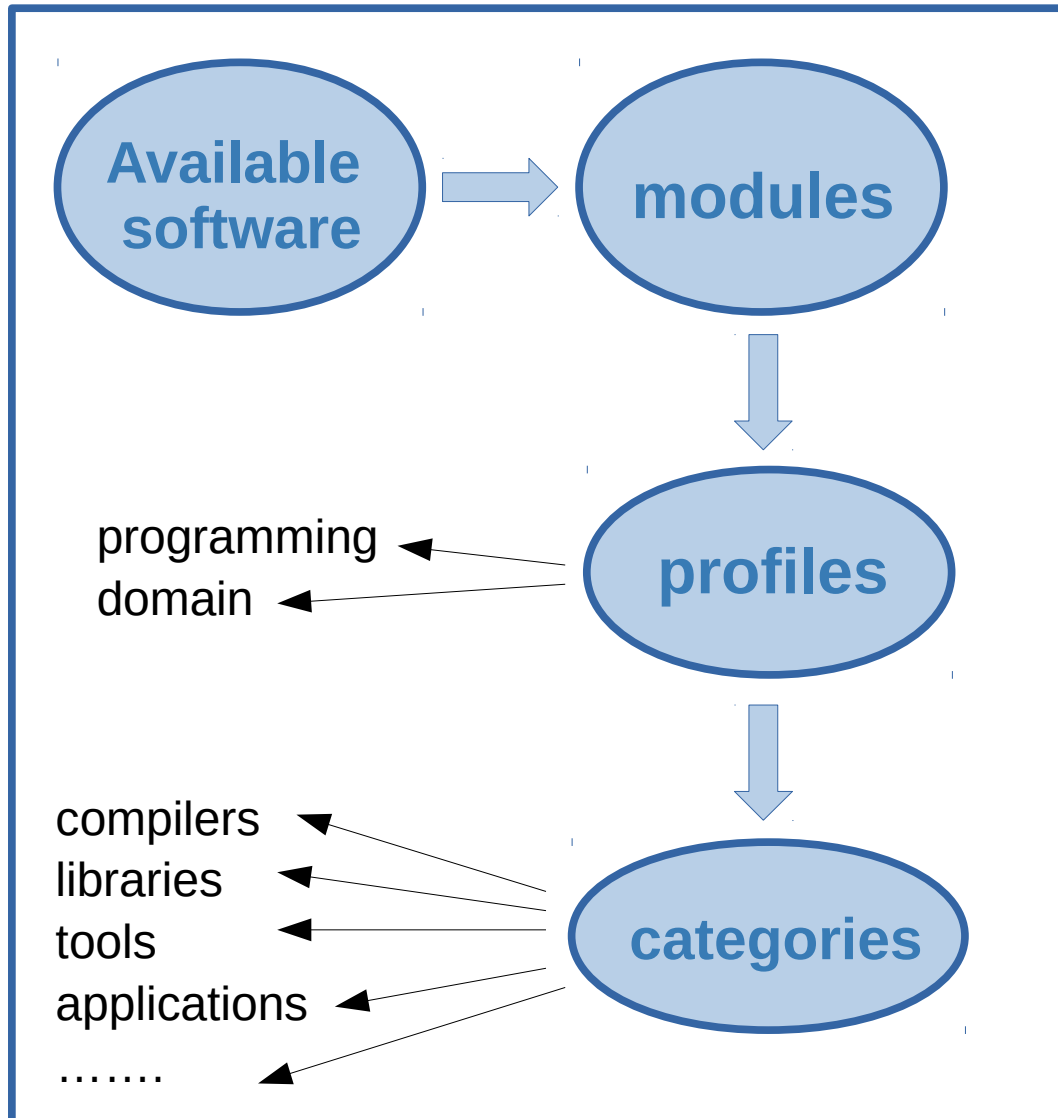 Available
software
modules
programming
domain
profiles
compilers
libraries
tools
applications
…….
categories